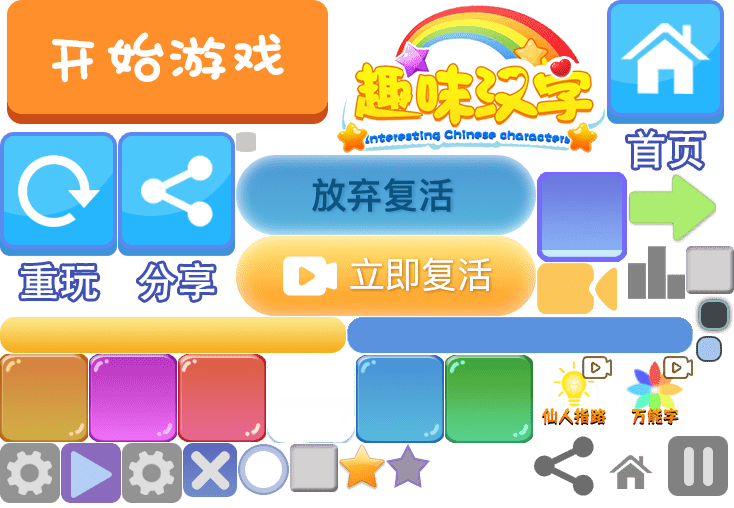 开始游戏
趣味汉字
Interesting Chinese characters
首页
放弃复活
重玩
分享
立即复活
仙人指路
万能字